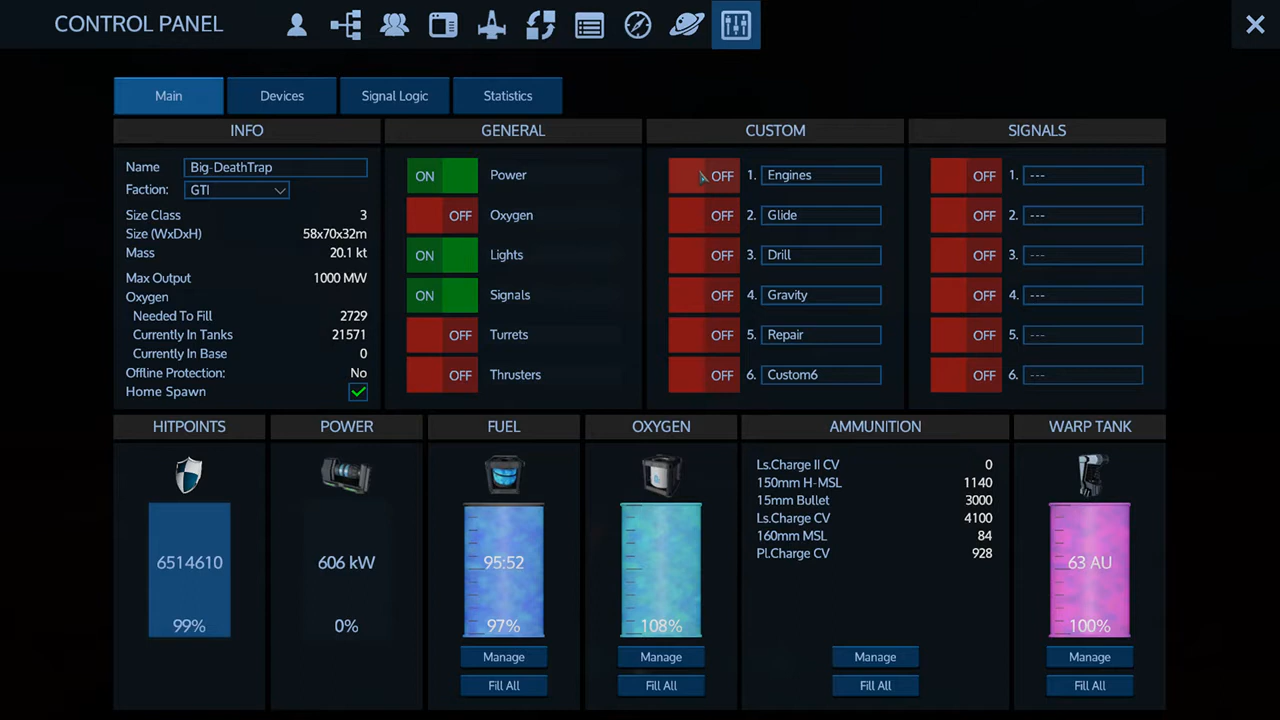 CONTROL PANEL
Main
Devices
Signal Logic
Statistics
INFO
Name Big-DeathTrap
Faction: GTI
Size Class 3
Size (WxDxH) 58x70x32m
Mass 20.1 kt
Max Output 1000 MW
Oxygen
Needed To Fill 2729
Currently In Tanks 21571
Currently In Base 0
Offline Protection: No
Home Spawn
GENERAL
ON Power
OFF Oxygen
ON Lights
ON Signals
OFF Turrets
OFF Thrusters
CUSTOM
OFF 1. Engines
OFF 2. Glide
OFF 3. Drill
OFF 4. Gravity
OFF 5. Repair
OFF 6. Custom6
SIGNALS
OFF 1. ---
OFF 2. ---
OFF 3. ---
OFF 4. ---
OFF 5. ---
OFF 6. ---
HITPOINTS
6514610
99%
POWER
606 kW
0%
FUEL
95:52
97%
Manage
Fill All
OXYGEN
108%
Manage
Fill All
AMMUNITION
Ls.Charge II CV 0
150mm H-MSL 1140
15mm Bullet 3000
Ls.Charge CV 4100
160mm MSL 84
Pl.Charge CV 928
Manage
Fill All
WARP TANK
63 AU
100%
Manage
Fill All